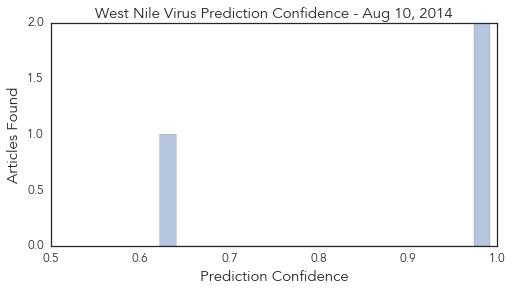 West Nile Virus Prediction Confidence - Aug 10, 2014
2.0
1.5
1.0
0.5
0.0
Articles Found
0.5 0.6 0.7 0.8 0.9 1.0
Prediction Confidence